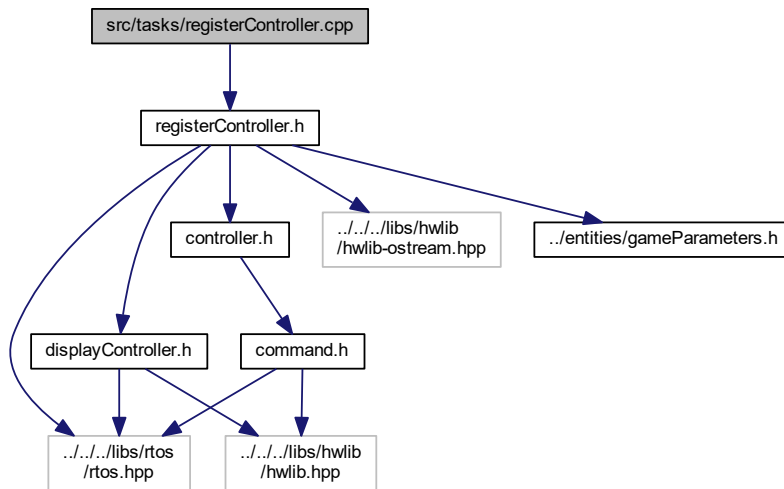 src/tasks/registerController.cpp
registerController.h
controller.h
../../../libs/hwlib
/hwlib-ostream.hpp
../entities/gameParameters.h
displayController.h
command.h
../../../libs/rtos
/rtos.hpp
../../../libs/hwlib
/hwlib.hpp